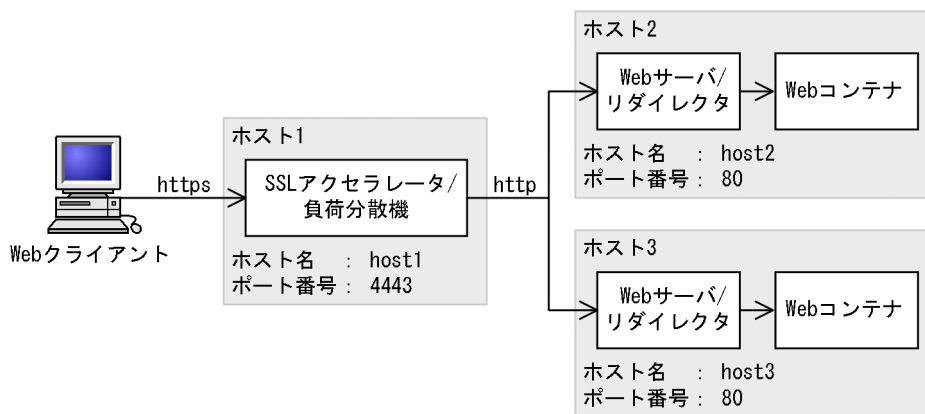 Webクライアント
https
ホスト1
SSLアクセラレータ/
負荷分散機
ホスト名 : host1
ポート番号: 4443
http
ホスト2
Webサーバ/
リダイレクタ
Webコンテナ
ホスト名 : host2
ポート番号: 80
ホスト3
Webサーバ/
リダイレクタ
Webコンテナ
ホスト名 : host3
ポート番号: 80